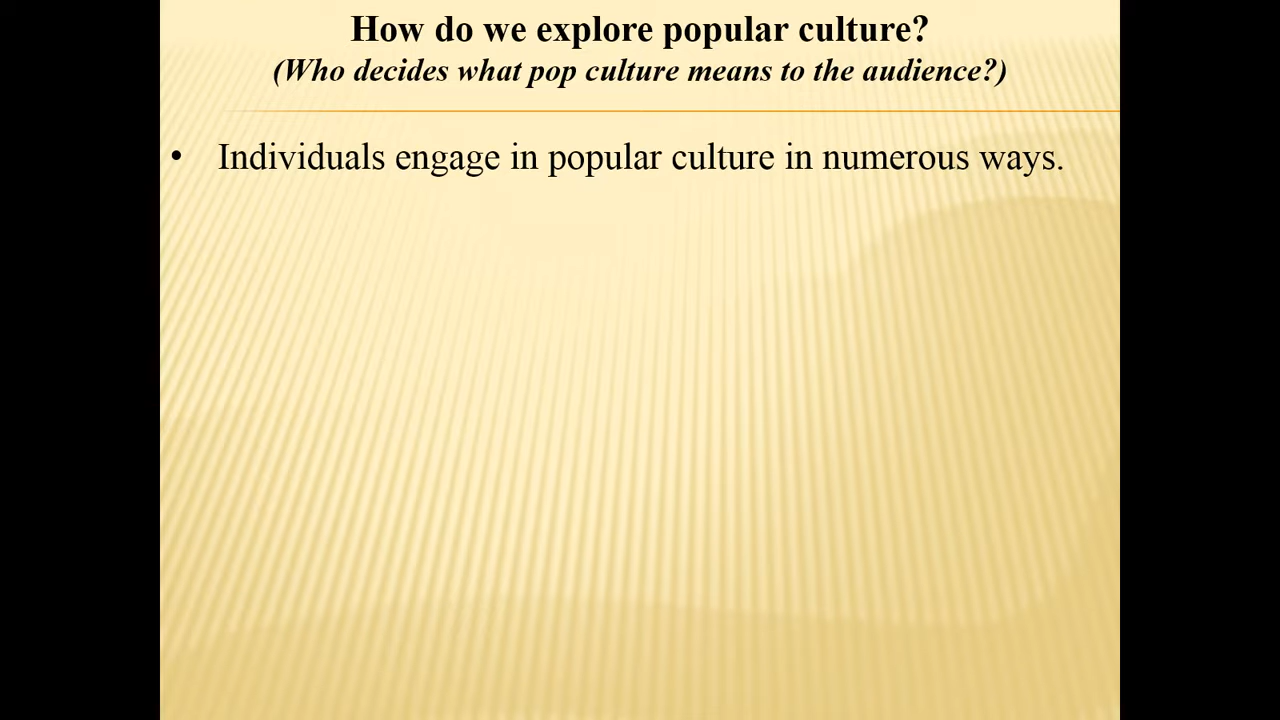 How do we explore popular culture?
(Who decides what pop culture means to the audience?)
• Individuals engage in popular culture in numerous ways.